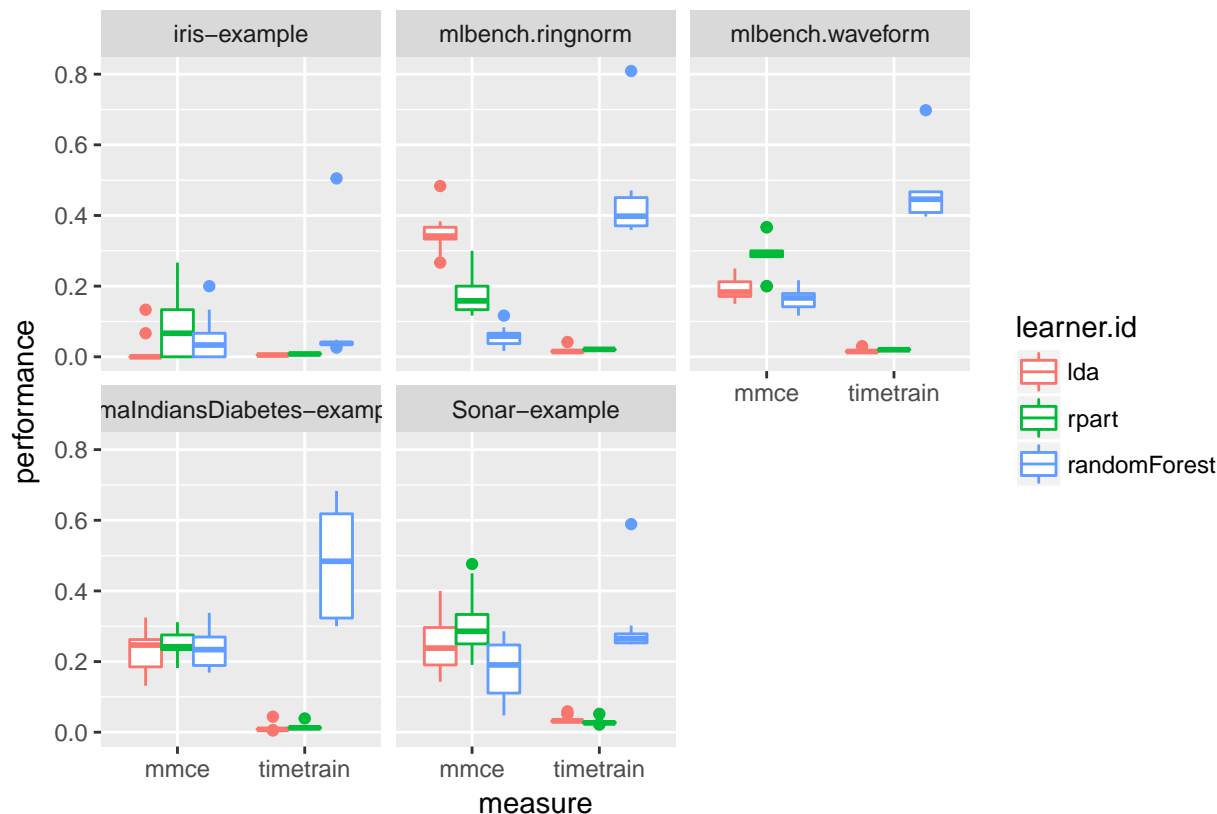 iris−example
mlbench.ringnorm
mlbench.waveform
0.8
0.6
0.4
0.2
0.0
mmce
timetrain
maIndiansDiabetes−examp
Sonar−example
0.8
0.6
0.4
0.2
0.0
mmce
timetrain
mmce
timetrain
measure
performance
learner.id
lda
rpart
randomForest